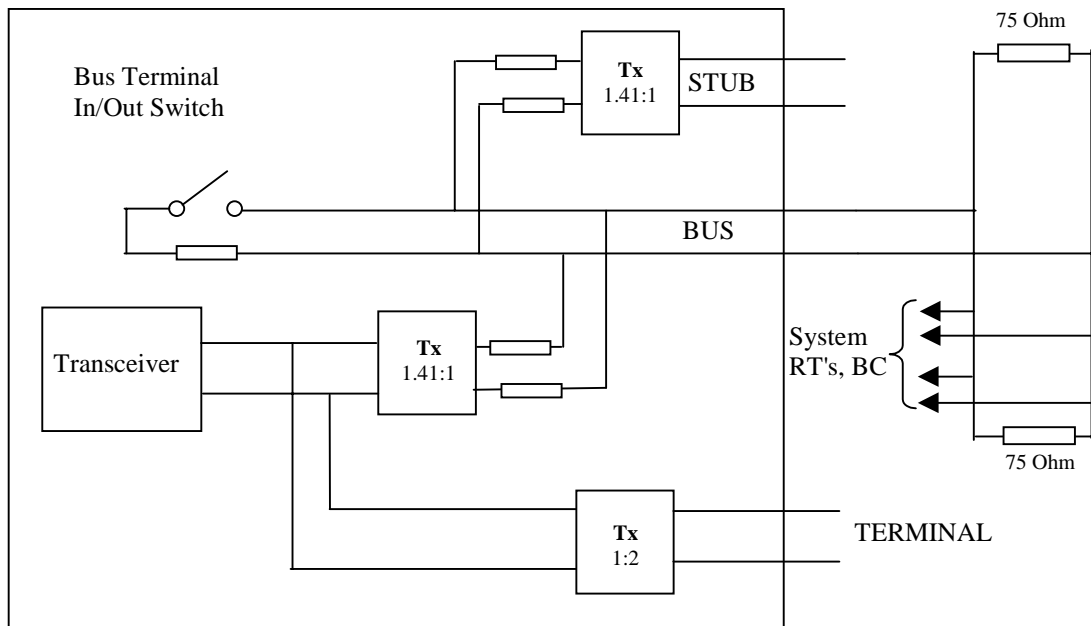 75 Ohm
Bus Terminal
In/Out Switch
Tx
1.41:1
STUB
BUS
Transceiver
Tx
1.41:1
System
RT's, BC
75 Ohm
Tx
1:2
TERMINAL